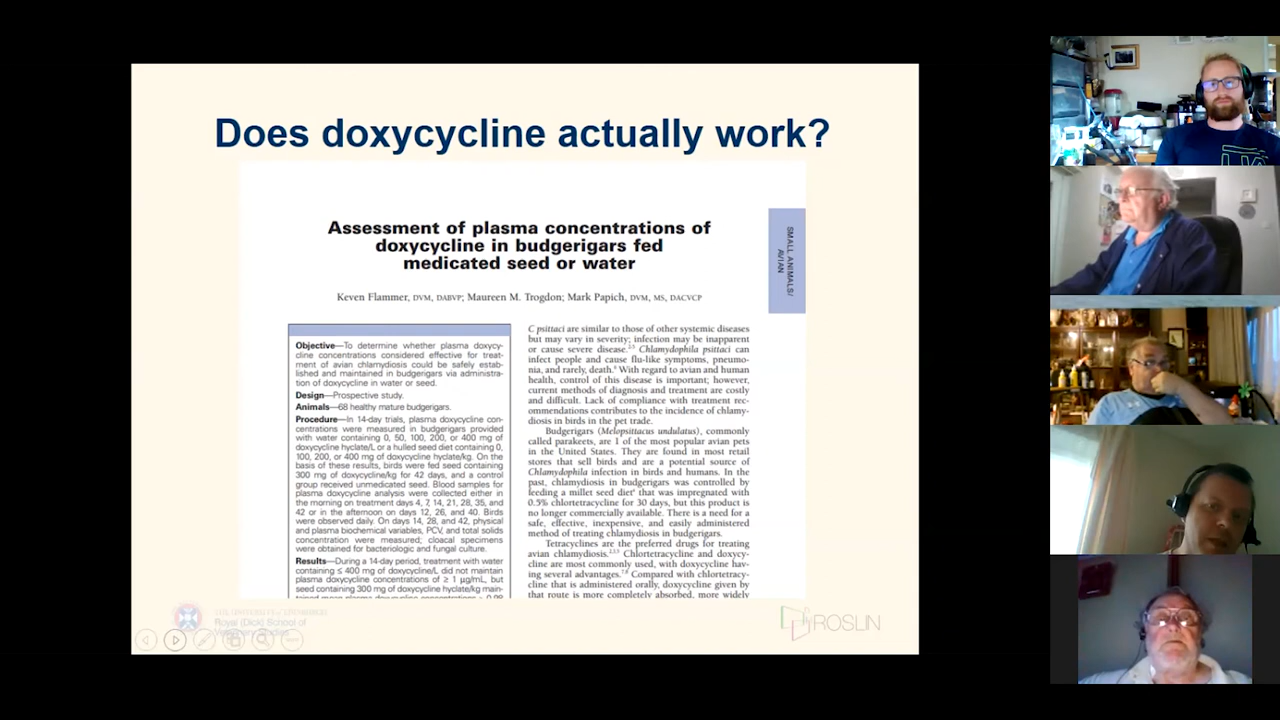 Does doxycycline actually work?
Assessment of plasma concentrations of
doxycycline in budgerigars fed
medicated seed or water
SMALL ANIMALS/
AVIAN
Keven Flammer, DVM, DABVP; Maureen M. Trogdon; Mark Papich, DVM, MS, DACVCP
Objective—To determine whether plasma doxycy-
cline concentrations considered effective for treat-
ment of avian chlamydiosis could be safely estab-
lished and maintained in budgerigars via administra-
tion of doxycycline in water or seed.
Design—Prospective study.
Animals—68 healthy mature budgerigars.
Procedure—In 14-day trials, plasma doxycycline con-
centrations were measured in budgerigars provided
with water containing 0, 50, 100, 200, or 400 mg of
doxycycline hyclate/L or a hulled seed diet containing 0,
100, 200, or 400 mg of doxycycline hyclate/kg. On the
basis of these results, birds were fed seed containing
300 mg of doxycycline/kg for 42 days, and a control
group received unmedicated seed. Blood samples for
plasma doxycycline analysis were collected either in
the morning on treatment days 4, 7, 14, 21, 28, 35, and
42 or in the afternoon on days 12, 26, and 40. Birds
were observed daily. On days 14, 28, and 42, physical
and plasma biochemical variables, PCV, and total solids
concentration were measured; cloacal specimens
were obtained for bacteriologic and fungal culture.
Results—During a 14-day period, treatment with water
containing ≤ 400 mg of doxycycline/L did not maintain
plasma doxycycline concentrations of ≥ 1 µg/mL, but
seed containing 300 mg of doxycycline hyclate/kg main-
tained mean plasma doxycycline concentrations ≥ 0.98
C psittaci are similar to those of other systemic diseases
but may vary in severity; infection may be inapparent
or cause severe disease. Chlamydophila psittaci can
infect people and cause flu-like symptoms, pneumo-
nia, and rarely, death. With regard to avian and human
health, control of this disease is important; however,
current methods of diagnosis and treatment are costly
and difficult. Lack of compliance with treatment rec-
ommendations contributes to the incidence of chlamy-
diosis in birds in the pet trade.
Budgerigars (Melopsittacus undulatus), commonly
called parakeets, are 1 of the most popular avian pets
in the United States. They are found in most retail
stores that sell birds and are a potential source of
Chlamydophila infection in birds and humans. In the
past, chlamydiosis in budgerigars was controlled by
feeding a millet seed diet that was impregnated with
0.5% chlortetracycline for 30 days, but this product is
no longer commercially available. There is a need for a
safe, effective, inexpensive, and easily administered
method of treating chlamydiosis in budgerigars.
Tetracyclines are the preferred drugs for treating
avian chlamydiosis. Chlortetracycline and doxycy-
cline are most commonly used, with doxycycline hav-
ing several advantages. Compared with chlortetracy-
cline that is administered orally, doxycycline given by
that route is more completely absorbed, more widely
Royal (Dick) School of
Veterinary Studies
ROSLIN